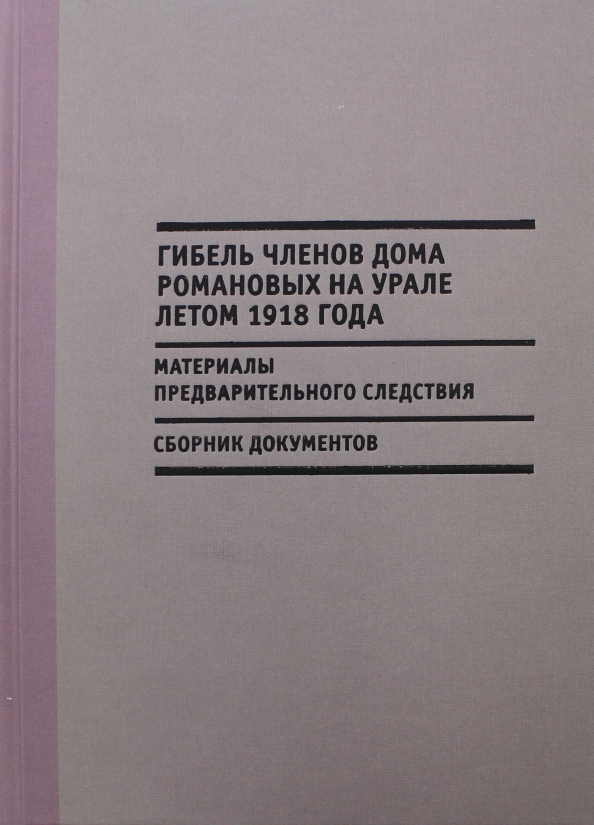 ГИБЕЛЬ ЧЛЕНОВ ДОМА
РОМАНОВЫХ НА УРАЛЕ
ЛЕТОМ 1918 ГОДА
МАТЕРИАЛЫ
ПРЕДВАРИТЕЛЬНОГО СЛЕДСТВИЯ
СБОРНИК ДОКУМЕНТОВ